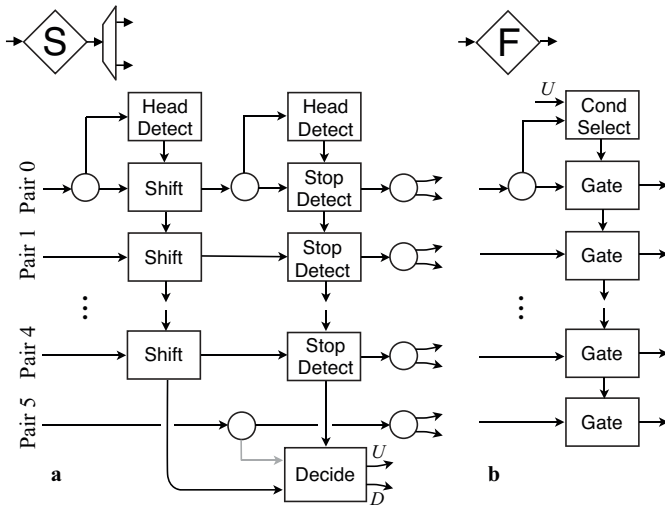 S
F
Head
Detect
Head
Detect
U
Cond
Select
Pair 0
Shift
Stop
Detect
Gate
Pair 1
Shift
Stop
Detect
Gate
...
...
Pair 4
Shift
Stop
Detect
Gate
Pair 5
Gate
a
Decide
U
D
b